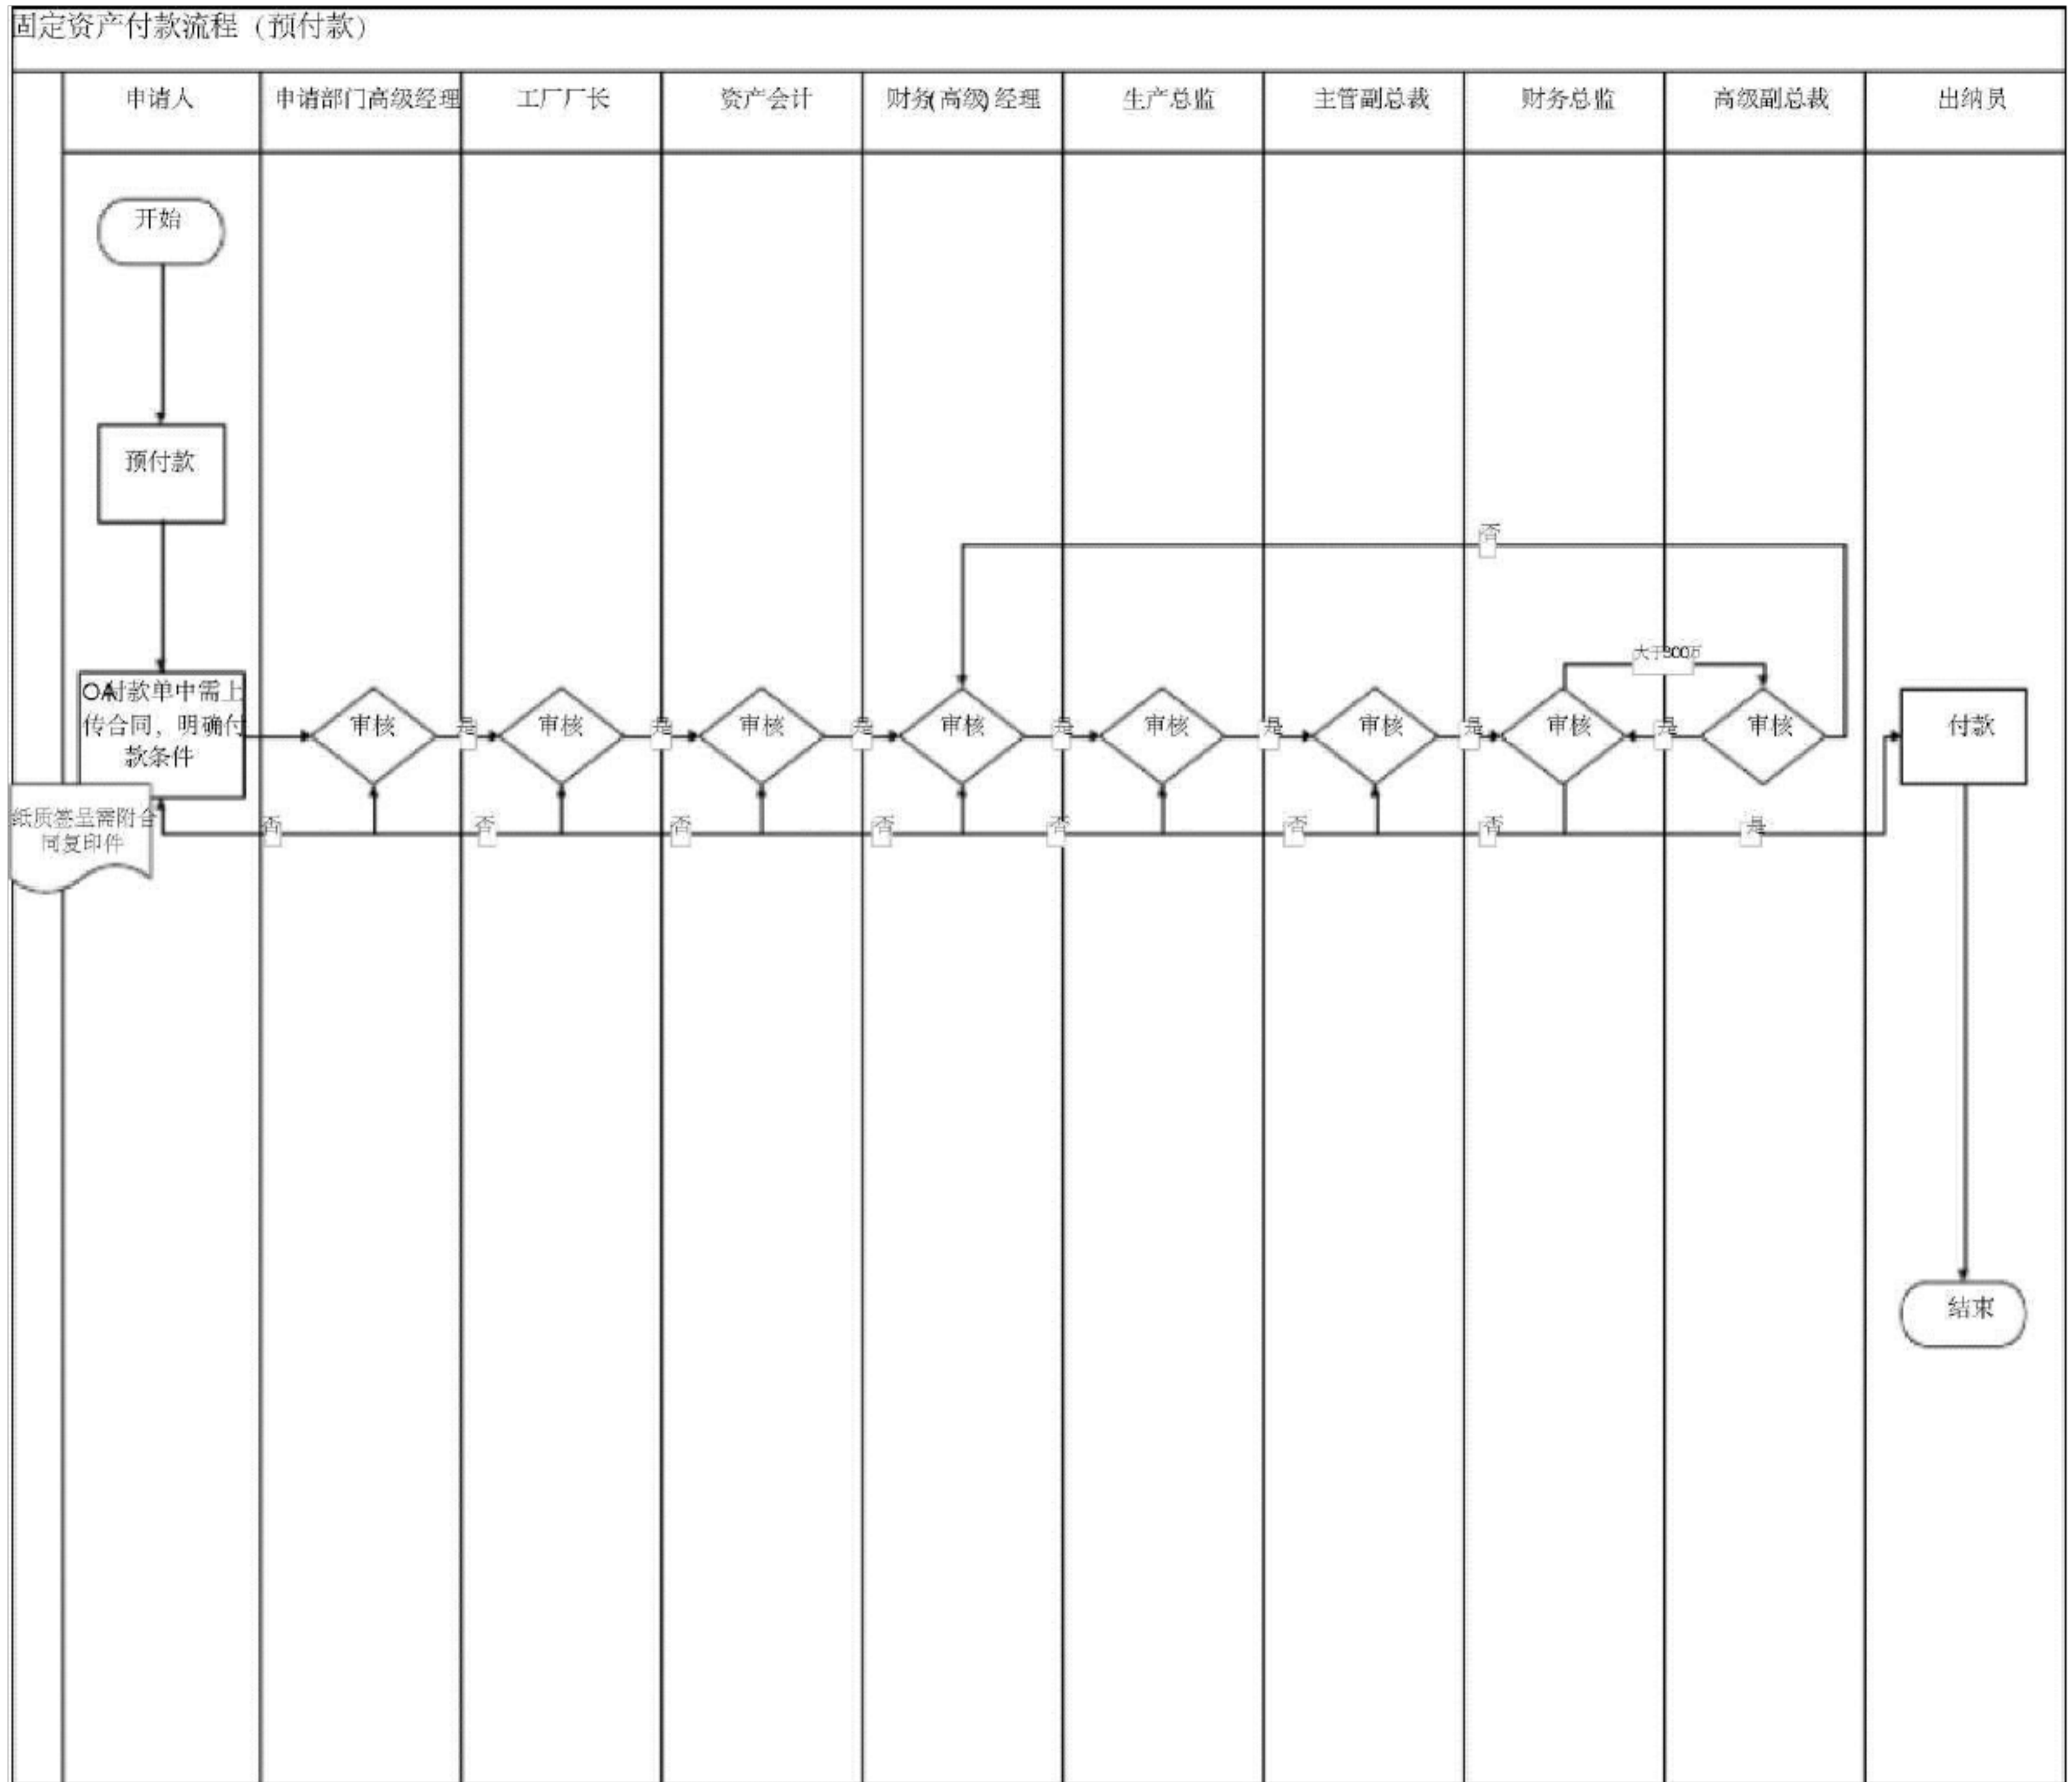 固定资产付款流程（预付款）
申请人
申请部门高级经理
工厂厂长
资产会计
财务(高级)经理
生产总监
主管副总裁
财务总监
高级副总裁
出纳员
开始
预付款
否
大于300万
OA付款单中需上
传合同，明确付
款条件
审核
是
审核
是
审核
是
审核
是
审核
是
审核
是
审核
是
审核
付款
纸质签呈需附合
同复印件
否
否
否
否
否
否
否
是
结束